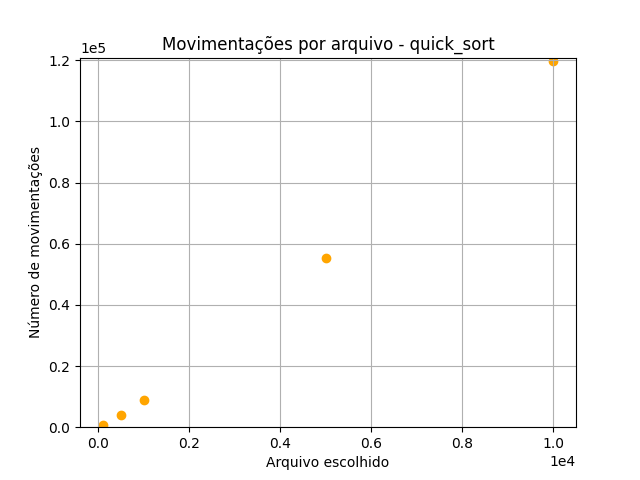 Movimentações por arquivo - quick_sort
1e5
1.2
1.0
0.8
0.6
0.4
0.2
0.0
Número de movimentações
0.0 0.2 0.4 0.6 0.8 1.0
1e4
Arquivo escolhido